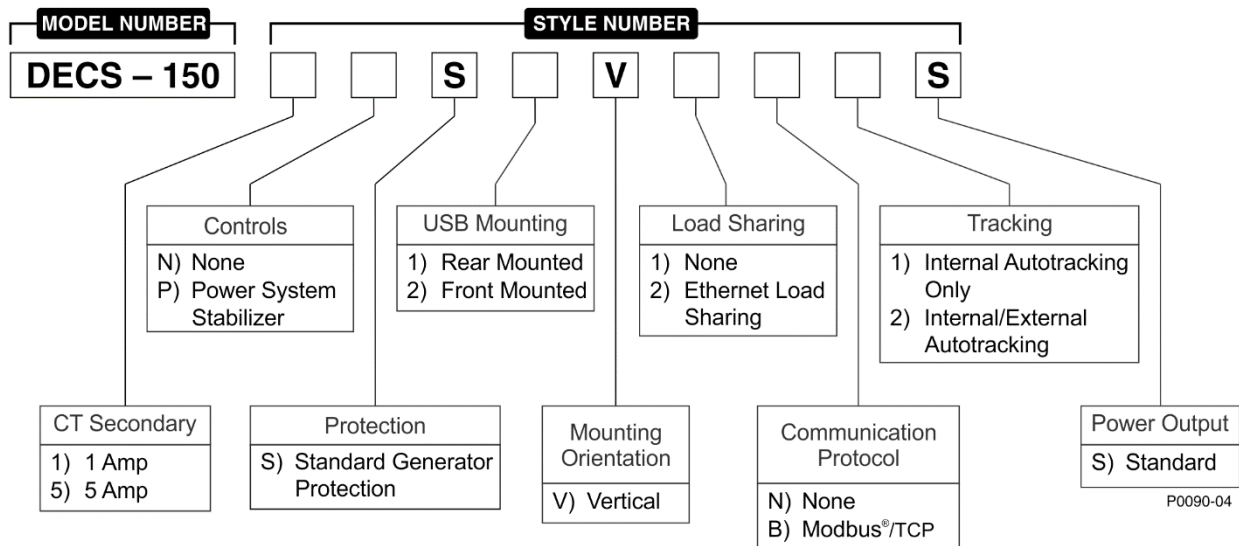 MODEL NUMBER
STYLE NUMBER
DECS – 150
S
V
S
Controls
N) None
P) Power System
Stabilizer
USB Mounting
1) Rear Mounted
2) Front Mounted
Load Sharing
1) None
2) Ethernet Load
Sharing
Tracking
1) Internal Autotracking
Only
2) Internal/External
Autotracking
CT Secondary
1) 1 Amp
5) 5 Amp
Protection
S) Standard Generator
Protection
Mounting
Orientation
V) Vertical
Communication
Protocol
N) None
B) Modbus®/TCP
Power Output
S) Standard
P0090-04